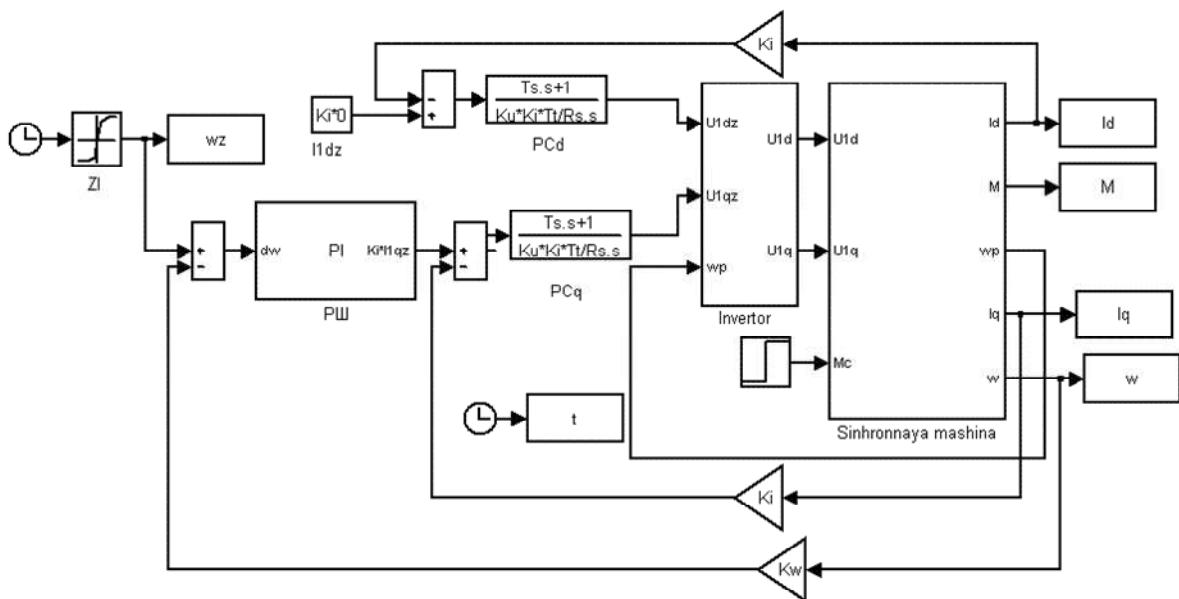 Ki
Ts.s+1
Ku*Ki*Tt/Rs.s
PCd
Ki*0
I1dz
-
+
wz
ZI
U1dz
U1d
U1qz
wp
U1q
Invertor
U1d
Id
M
wp
U1q
Iq
Mc
w
Sinhronnaya mashina
Id
M
Iq
w
+
-
dw
PI
Ki*I1qz
РШ
+
-
Ts.s+1
Ku*Ki*Tt/Rs.s
PCq
t
Ki
Kw